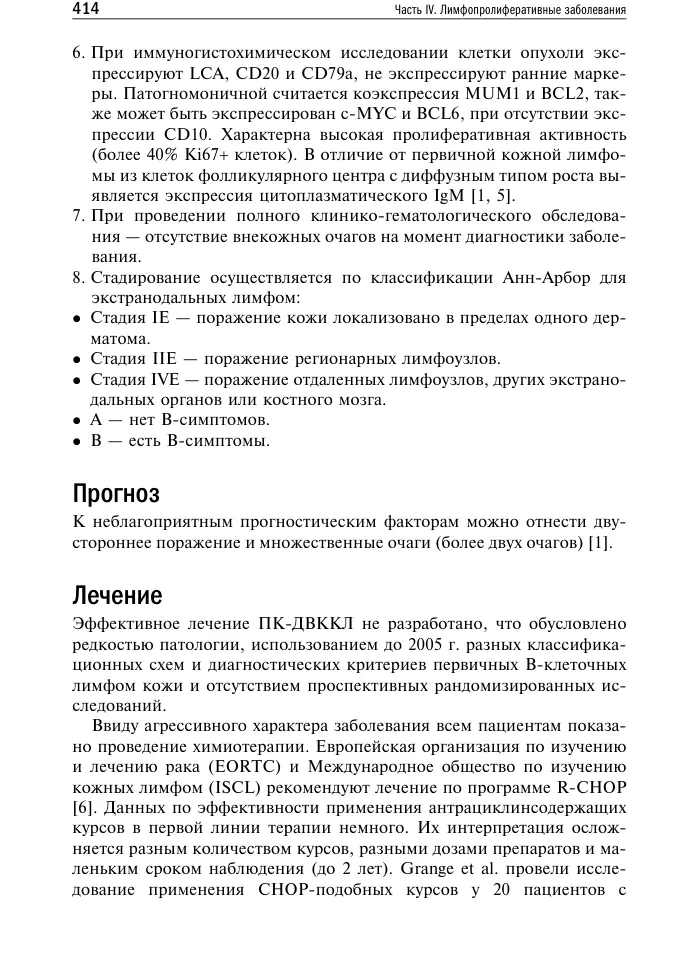 414
Часть IV. Лимфопролиферативные заболевания
6. При иммуногистохимическом исследовании клетки опухоли экс-
прессируют LCA, CD20 и CD79a, не экспрессируют ранние марке-
ры. Патогномоничной считается коэкспрессия MUM1 и BCL2, так-
же может быть экспрессирован c-MYC и BCL6, при отсутствии экс-
прессии CD10. Характерна высокая пролиферативная активность
(более 40% Ki67+ клеток). В отличие от первичной кожной лимфо-
мы из клеток фолликулярного центра с диффузным типом роста вы-
является экспрессия цитоплазматического IgM [1, 5].
7. При проведении полного клинико-гематологического обследова-
ния — отсутствие внекожных очагов на момент диагностики заболе-
вания.
8. Стадирование осуществляется по классификации Анн-Арбор для
экстранодальных лимфом:
• Стадия IE — поражение кожи локализовано в пределах одного дер-
матома.
• Стадия IIE — поражение регионарных лимфоузлов.
• Стадия IVE — поражение отдаленных лимфоузлов, других экстрано-
дальных органов или костного мозга.
• А — нет В-симптомов.
• В — есть В-симптомы.
Прогноз
К неблагоприятным прогностическим факторам можно отнести дву-
стороннее поражение и множественные очаги (более двух очагов) [1].
Лечение
Эффективное лечение ПК-ДВККЛ не разработано, что обусловлено
редкостью патологии, использованием до 2005 г. разных классифика-
ционных схем и диагностических критериев первичных В-клеточных
лимфом кожи и отсутствием проспективных рандомизированных ис-
следований.
Ввиду агрессивного характера заболевания всем пациентам показа-
но проведение химиотерапии. Европейская организация по изучению
и лечению рака (EORTC) и Международное общество по изучению
кожных лимфом (ISCL) рекомендуют лечение по программе R-CHOP
[6]. Данных по эффективности применения антрациклинсодержащих
курсов в первой линии терапии немного. Их интерпретация ослож-
няется разным количеством курсов, разными дозами препаратов и ма-
леньким сроком наблюдения (до 2 лет). Grange et al. провели иссле-
дование применения CHOP-подобных курсов у 20 пациентов с